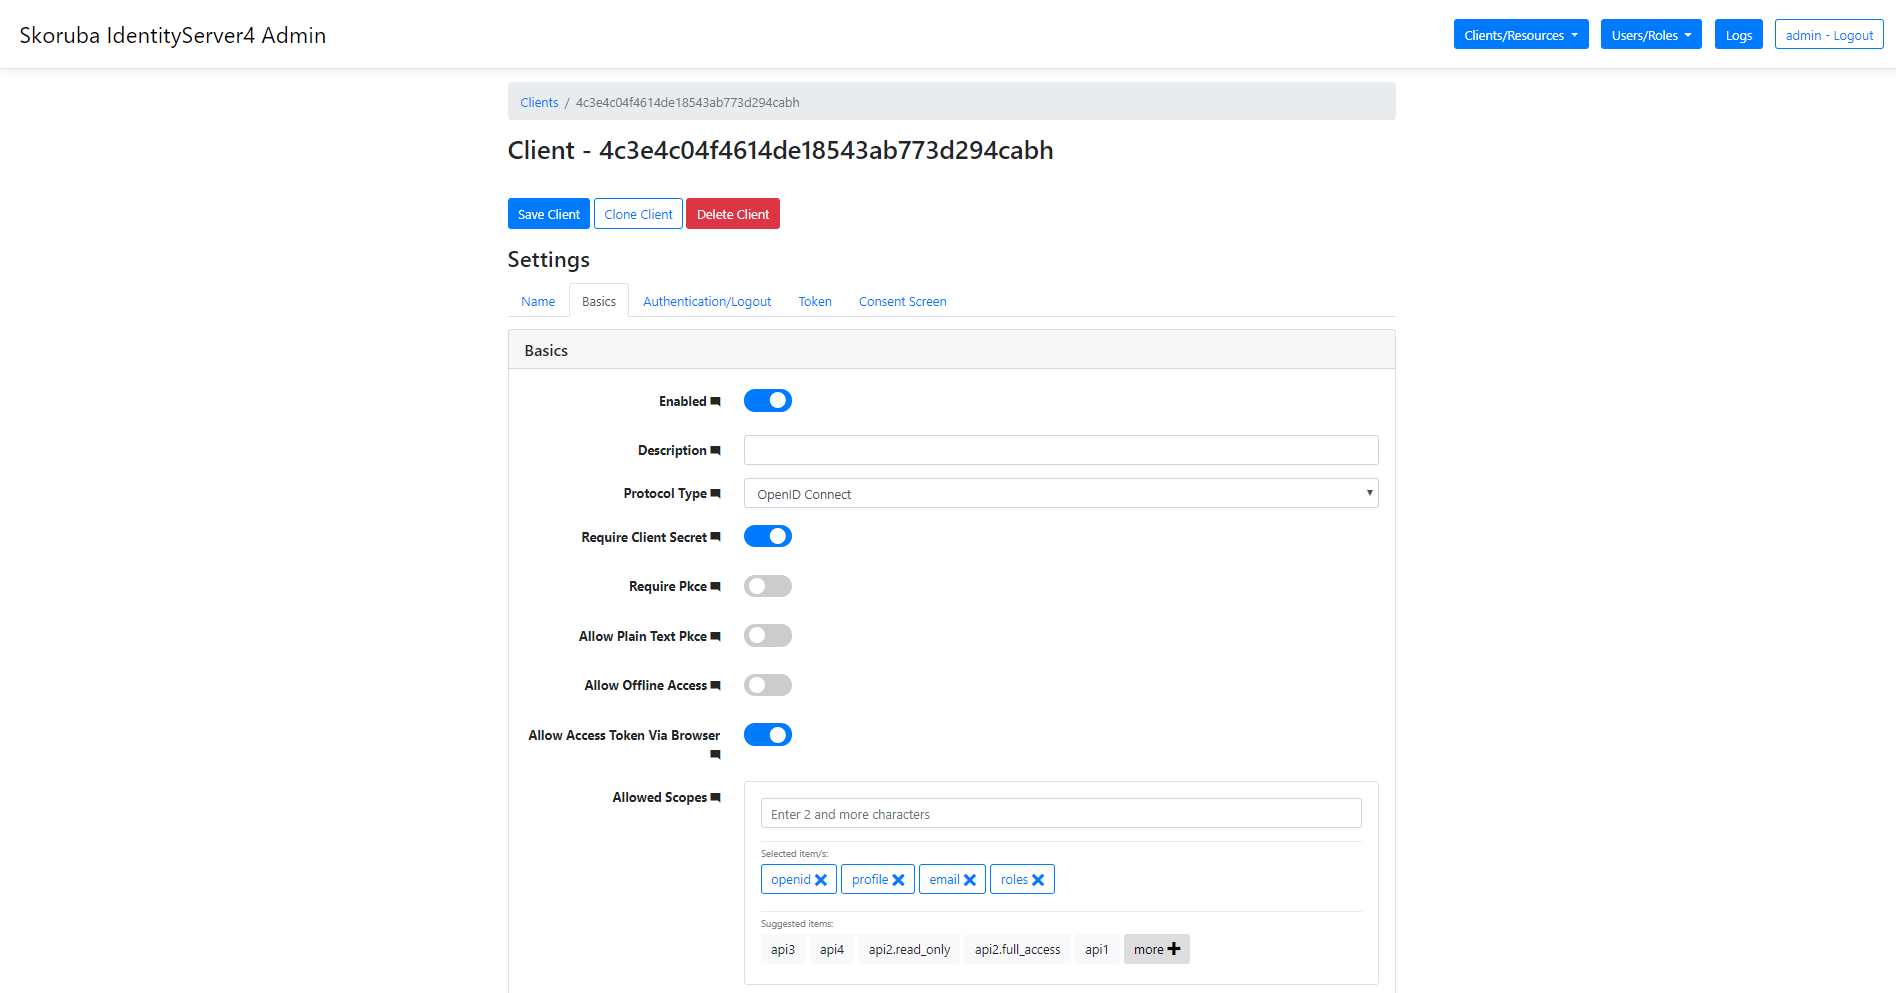 Skoruba IdentityServer4 Admin
Clients/Resources
Users/Roles
Logs
admin - Logout
Clients / 4c3e4c04f4614de18543ab773d294cabh
Client - 4c3e4c04f4614de18543ab773d294cabh
Save Client
Clone Client
Delete Client
Settings
Name
Basics
Authentication/Logout
Token
Consent Screen
Basics
Enabled
Description
Protocol Type
OpenID Connect
Require Client Secret
Require Pkce
Allow Plain Text Pkce
Allow Offline Access
Allow Access Token Via Browser
Allowed Scopes
Enter 2 and more characters
Selected item/s:
openid
profile
email
roles
Suggested items:
api3
api4
api2.read_only
api2.full_access
api1
more